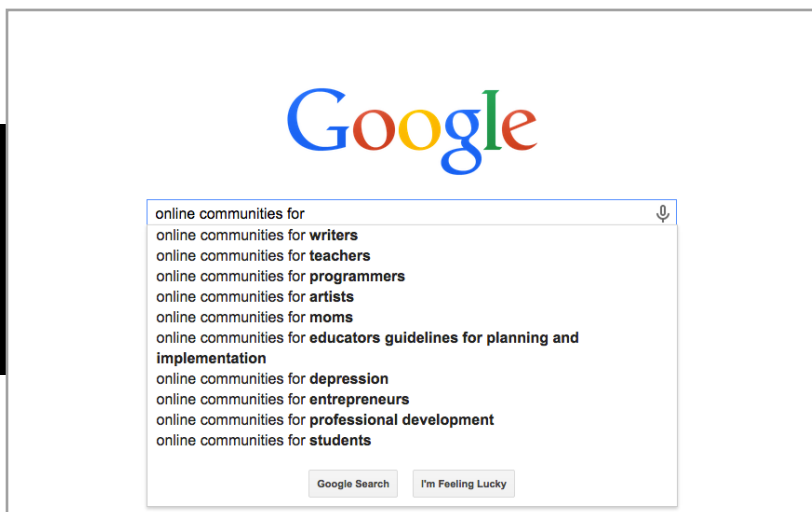 Google
online communities for
online communities for writers
online communities for teachers
online communities for programmers
online communities for artists
online communities for moms
online communities for educators guidelines for planning and
implementation
online communities for depression
online communities for entrepreneurs
online communities for professional development
online communities for students
Google Search I'm Feeling Lucky